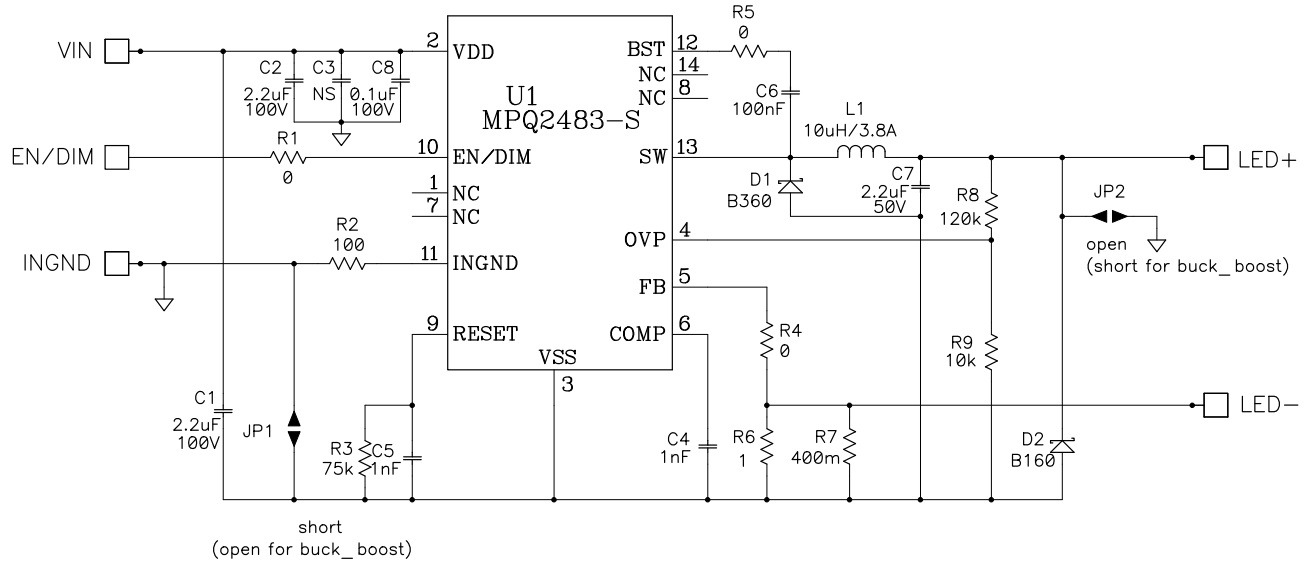 VIN
2
VDD
C2
2.2uF
100V
C3
NS
C8
0.1uF
100V
U1
MPQ2483-S
BST
12
NC
14
NC
8
R5
0
C6
100nF
L1
10uH/3.8A
EN/DIM
R1
0
10
EN/DIM
SW
13
LED+
1
NC
7
NC
D1
B360
C7
2.2uF
50V
R8
120k
JP2
open
(short for buck_boost)
INGND
R2
100
11
INGND
OVP
4
FB
5
9
RESET
COMP
6
VSS
3
R4
0
R9
10k
C1
2.2uF
100V
JP1
R3
75k
C5
1nF
C4
1nF
R6
1
R7
400m
D2
B160
LED-
short
(open for buck_boost)